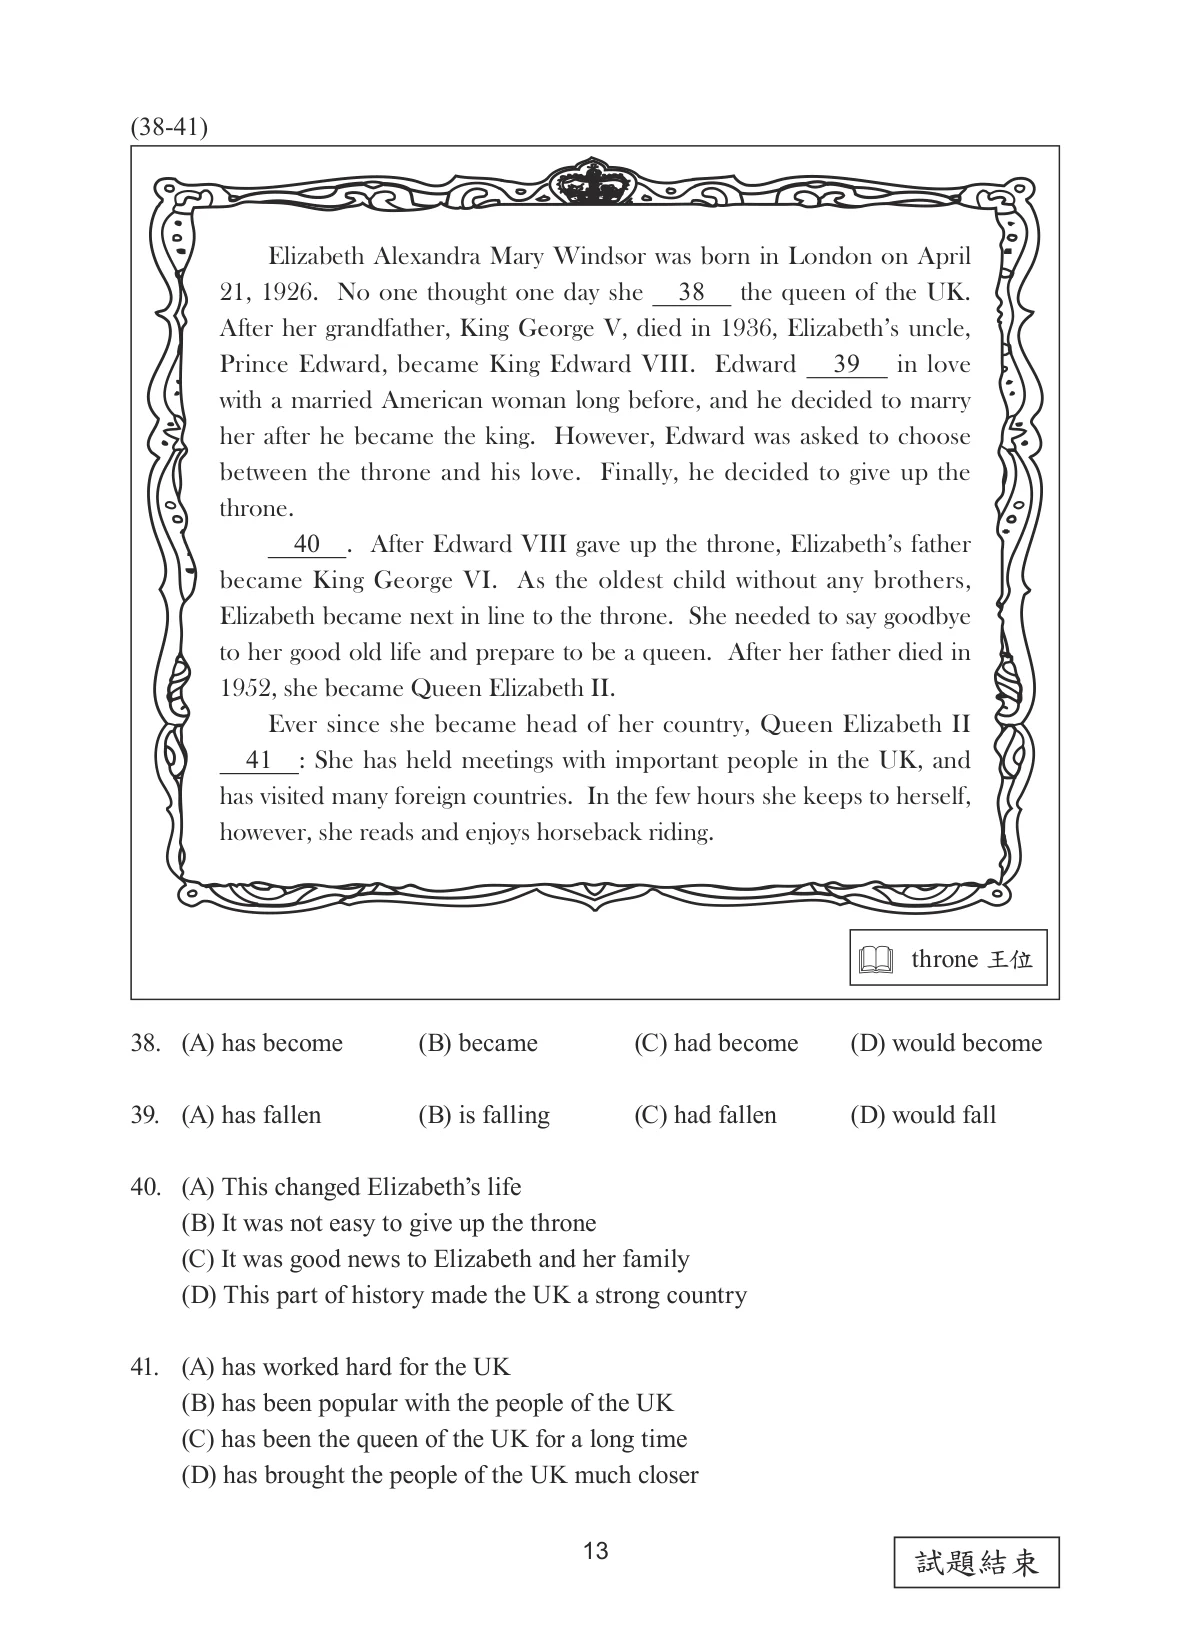 (38-41)
Elizabeth Alexandra Mary Windsor was born in London on April
21, 1926. No one thought one day she 38 the queen of the UK.
After her grandfather, King George V, died in 1936, Elizabeth's uncle,
Prince Edward, became King Edward VIII. Edward 39 in love
with a married American woman long before, and he decided to marry
her after he became the king. However, Edward was asked to choose
between the throne and his love. Finally, he decided to give up the
throne.
40 . After Edward VIII gave up the throne, Elizabeth's father
became King George VI. As the oldest child without any brothers,
Elizabeth became next in line to the throne. She needed to say goodbye
to her good old life and prepare to be a queen. After her father died in
1952, she became Queen Elizabeth II.
Ever since she became head of her country, Queen Elizabeth II
41 : She has held meetings with important people in the UK, and
has visited many foreign countries. In the few hours she keeps to herself,
however, she reads and enjoys horseback riding.
throne 王位
38. (A) has become (B) became (C) had become (D) would become
39. (A) has fallen (B) is falling (C) had fallen (D) would fall
40. (A) This changed Elizabeth's life
(B) It was not easy to give up the throne
(C) It was good news to Elizabeth and her family
(D) This part of history made the UK a strong country
41. (A) has worked hard for the UK
(B) has been popular with the people of the UK
(C) has been the queen of the UK for a long time
(D) has brought the people of the UK much closer
13
試題結束